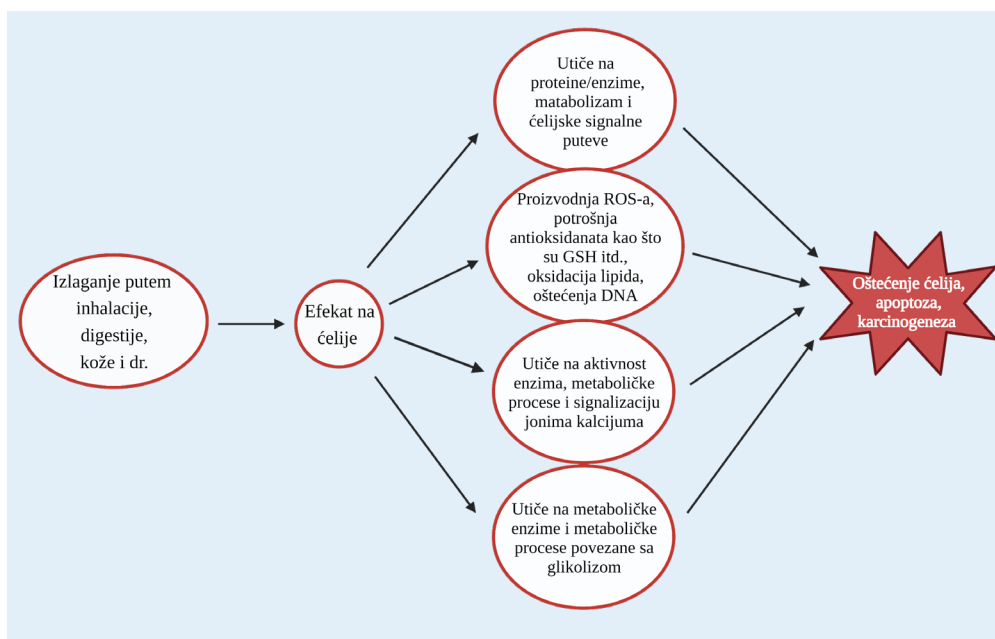 Izlaganje putem
inhalacije,
digestije,
kože i dr.
Efekat na
ćelije
Utiče na
proteine/enzime,
matabolizam i
ćelijske signalne
puteve
Proizvodnja ROS-a,
potrošnja
antioksidanata kao što
su GSH itd.,
oksidacija lipida,
oštećenja DNA
Utiče na aktivnost
enzima, metaboličke
procese i signalizaciju
jonima kalcijuma
Utiče na metaboličke
enzime i metaboličke
procese povezane sa
glikolizom
Oštećenje ćelija,
apoptoza,
karcinogeneza